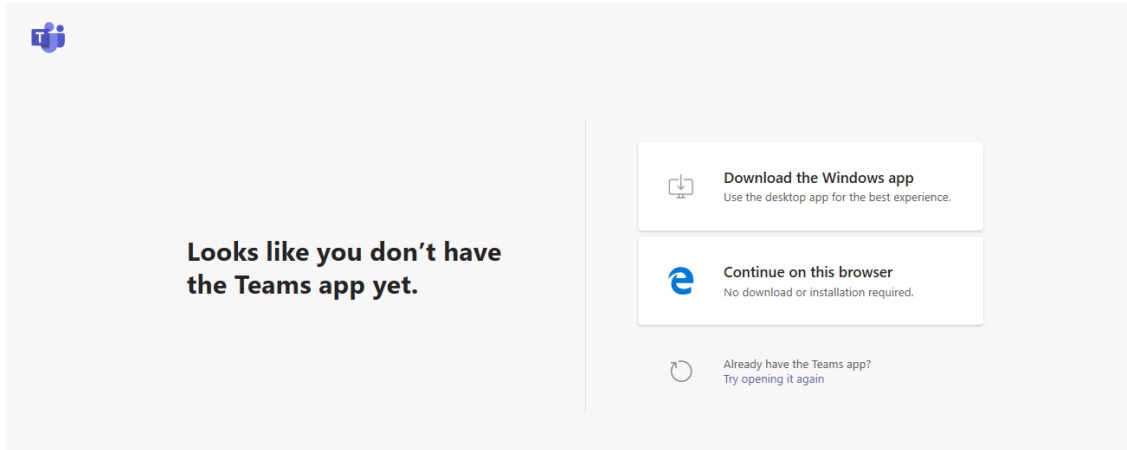 Looks like you don’t have
the Teams app yet.
Download the Windows app
Use the desktop app for the best experience.
Continue on this browser
No download or installation required.
Already have the Teams app?
Try opening it again